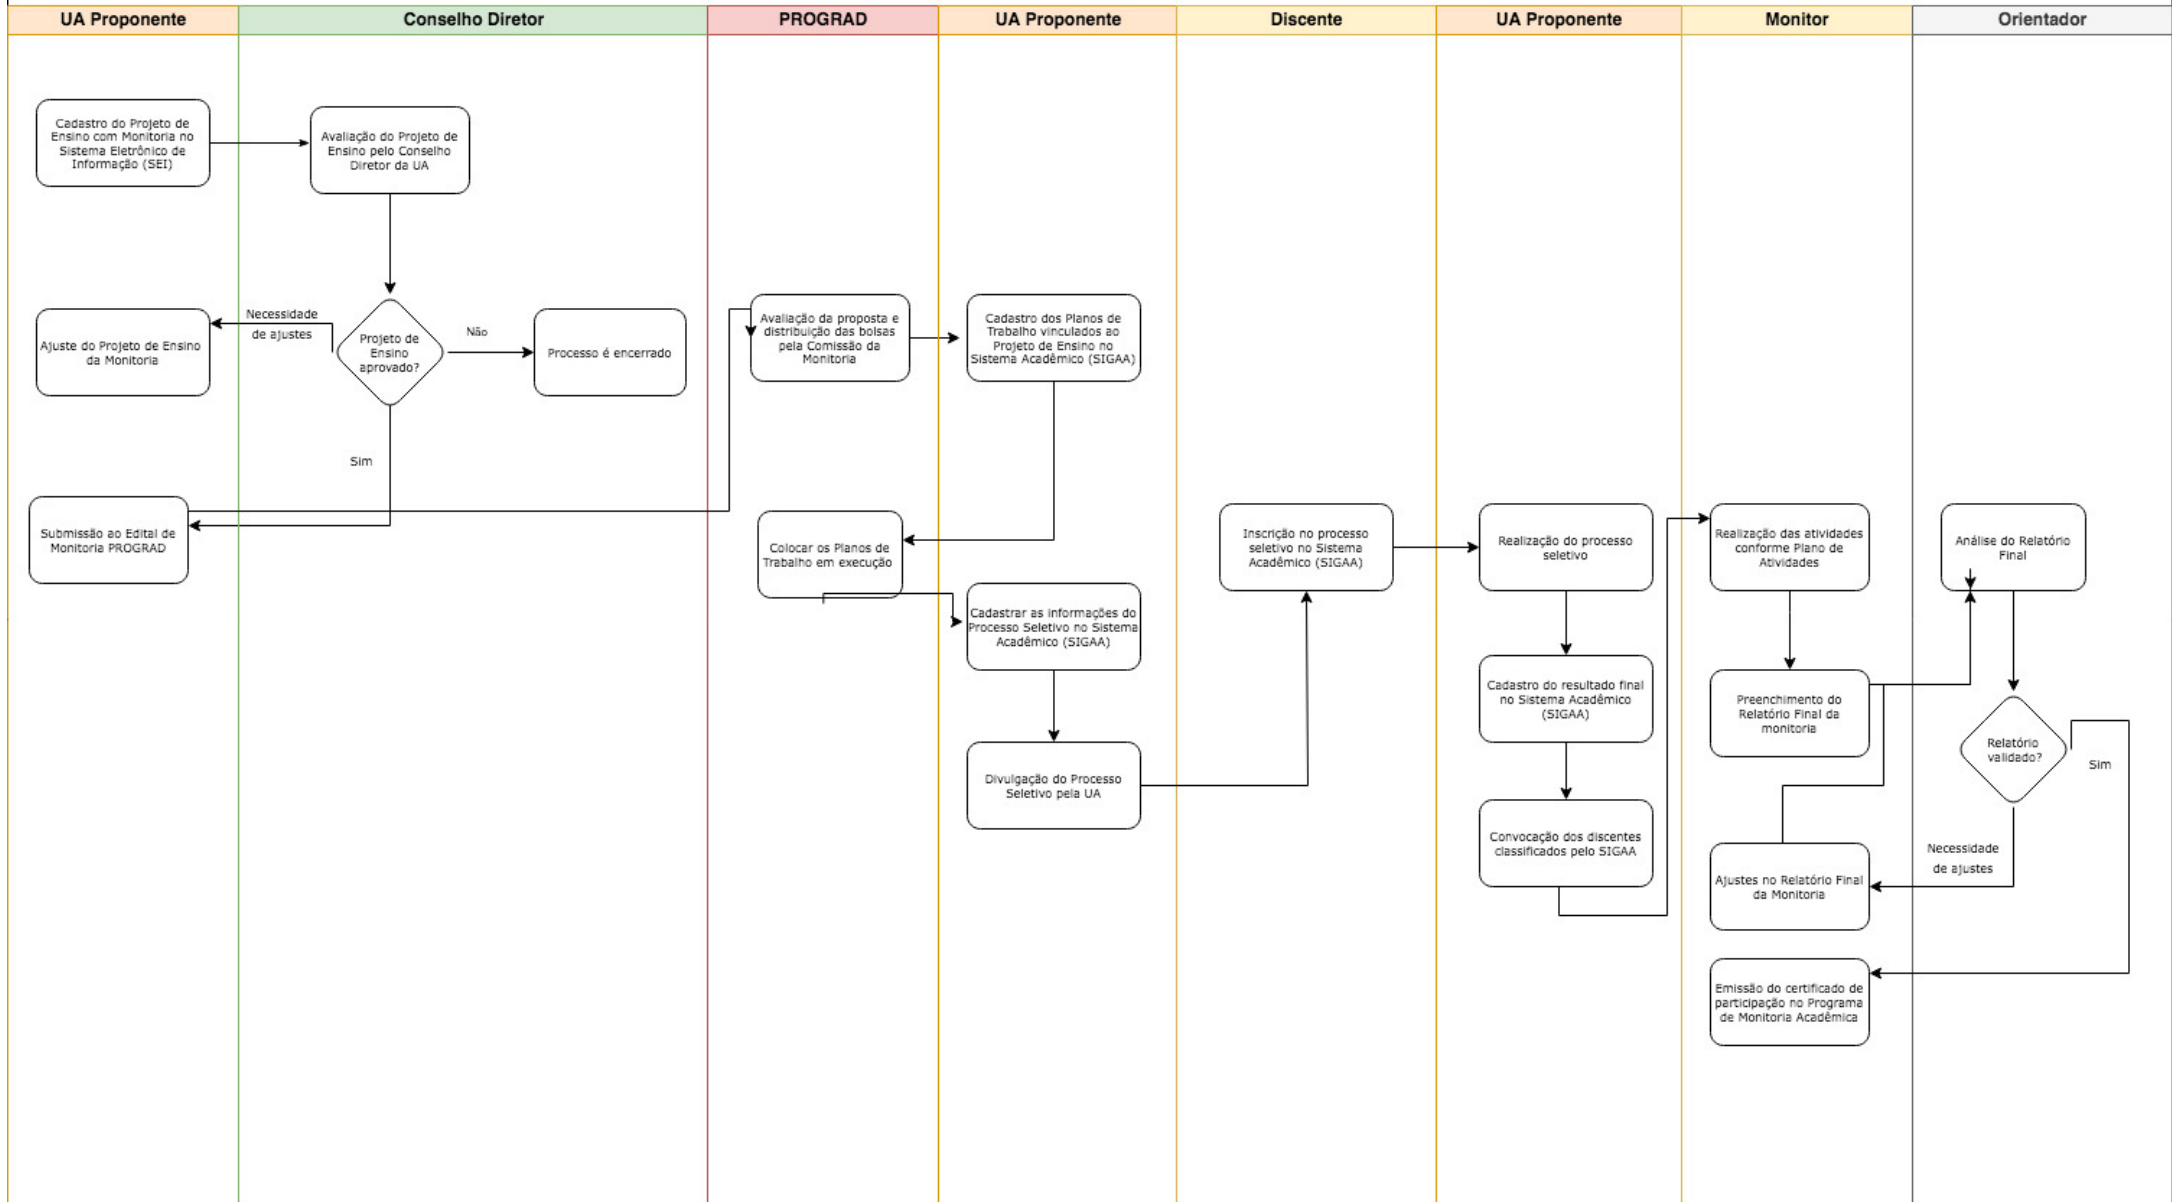 UA Proponente
Conselho Diretor
PROGRAD
UA Proponente
Discente
UA Proponente
Monitor
Orientador
Cadastro do Projeto de
Ensino com Monitoria no
Sistema Eletrônico de
Informação (SEI)
Avaliação do Projeto de
Ensino pelo Conselho
Diretor da UA
Necessidade
de ajustes
Ajuste do Projeto de Ensino
da Monitoria
Projeto de
Ensino
aprovado?
Não
Processo é encerrado
Sim
Submissão ao Edital de
Monitoria PROGRAD
Avaliação da proposta e
distribuição das bolsas
pela Comissão da
Monitoria
Cadastro dos Planos de
Trabalho vinculados ao
Projeto de Ensino no
Sistema Acadêmico (SIGAA)
Colocar os Planos de
Trabalho em execução
Cadastrar as informações do
Processo Seletivo no Sistema
Acadêmico (SIGAA)
Divulgação do Processo
Seletivo pela UA
Inscrição no processo
seletivo no Sistema
Acadêmico (SIGAA)
Realização do processo
seletivo
Cadastro do resultado final
no Sistema Acadêmico
(SIGAA)
Convocação dos discentes
classificados pelo SIGAA
Realização das atividades
conforme Plano de
Atividades
Preenchimento do
Relatório Final da
monitoria
Análise do Relatório
Final
Relatório
validado?
Sim
Necessidade
de ajustes
Ajustes no Relatório Final
da Monitoria
Emissão do certificado de
participação no Programa
de Monitoria Acadêmica